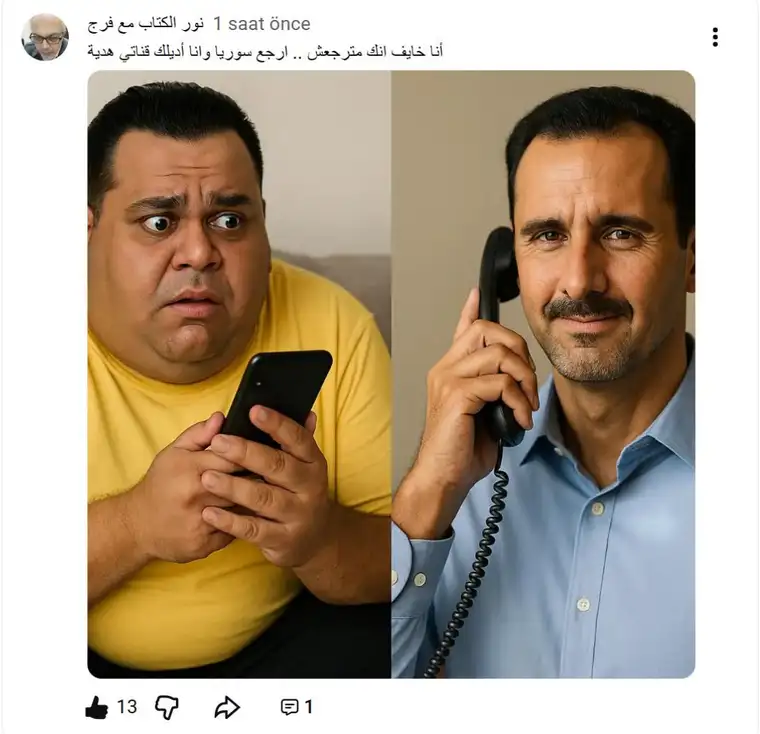 نور الكتاب مع فرج 1 saat önce
أنا خايف انك مترجعش .. ارجع سوريا وانا أديلك قناتي هدية
13
1